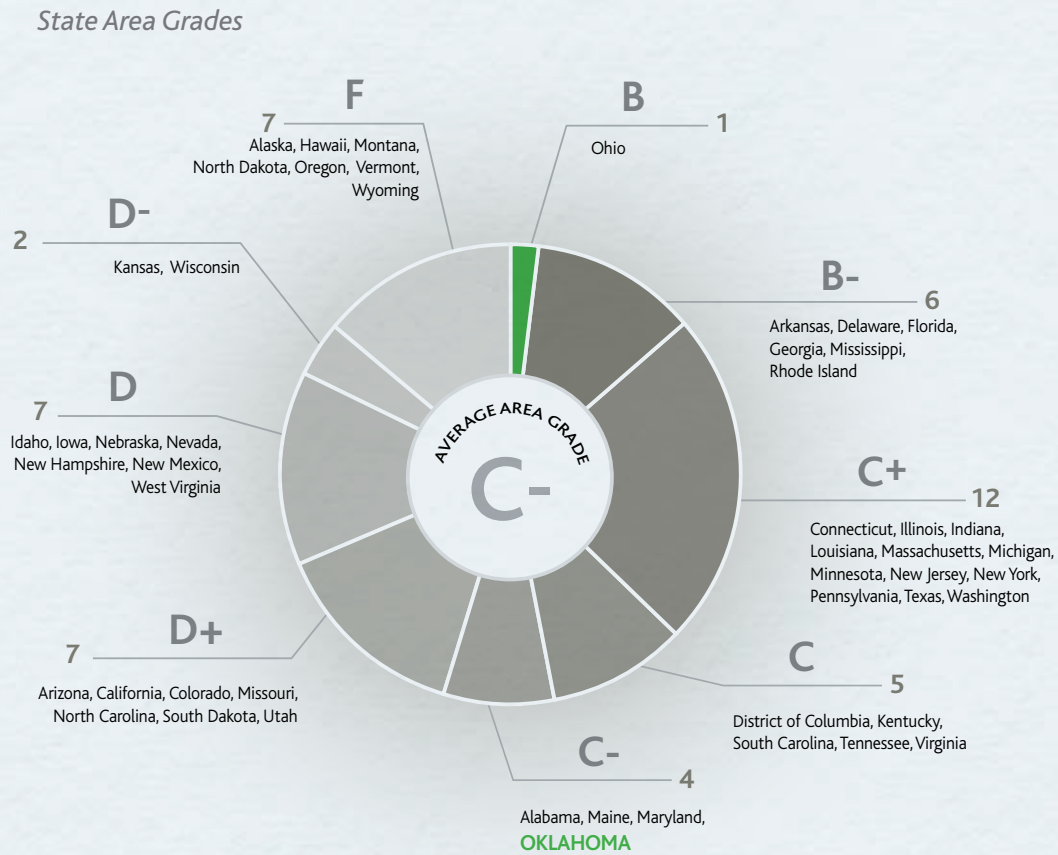 State Area Grades
F
7
Alaska, Hawaii, Montana,
North Dakota, Oregon, Vermont,
Wyoming
B
1
Ohio
D-
2
Kansas, Wisconsin
B-
6
Arkansas, Delaware, Florida,
Georgia, Mississippi,
Rhode Island
D
7
Idaho, Iowa, Nebraska, Nevada,
New Hampshire, New Mexico,
West Virginia
AVERAGE AREA GRADE
C-
C+
12
Connecticut, Illinois, Indiana,
Louisiana, Massachusetts, Michigan,
Minnesota, New Jersey, New York,
Pennsylvania, Texas, Washington
D+
7
Arizona, California, Colorado, Missouri,
North Carolina, South Dakota, Utah
C
5
District of Columbia, Kentucky,
South Carolina, Tennessee, Virginia
C-
4
Alabama, Maine, Maryland,
OKLAHOMA